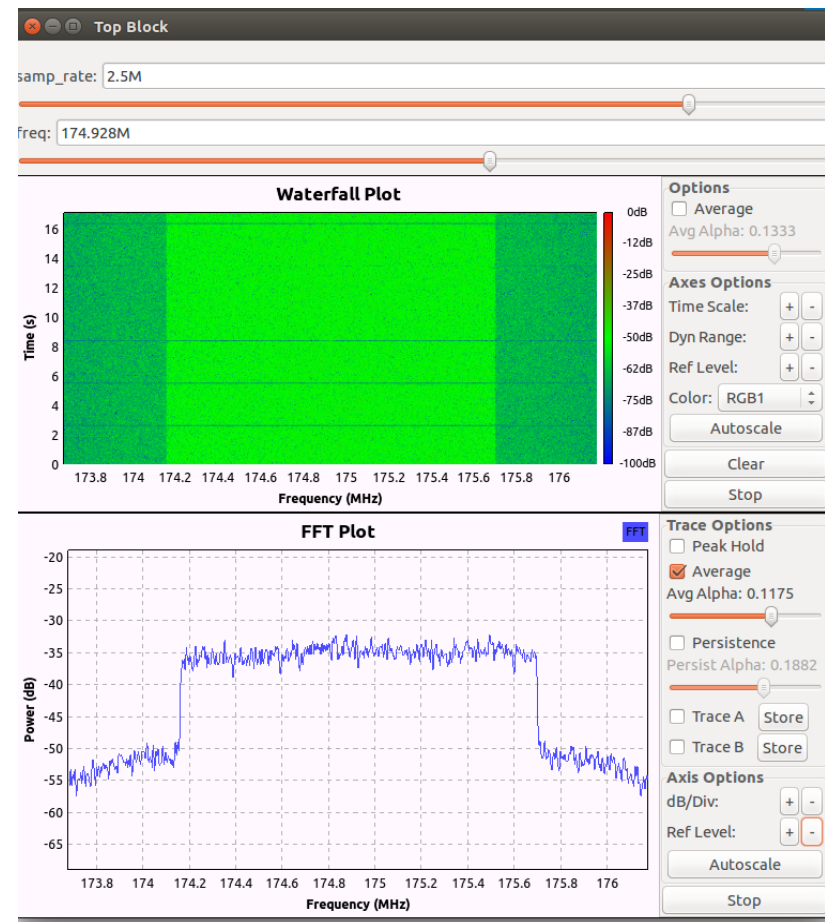 Top Block
samp_rate: 2.5M
freq: 174.928M
Waterfall Plot
Time (s)
16
14
12
10
8
6
4
2
0
173.8 174 174.2 174.4 174.6 174.8 175 175.2 175.4 175.6 175.8 176
Frequency (MHz)
0dB
-12dB
-25dB
-37dB
-50dB
-62dB
-75dB
-87dB
-100dB
Options
Average
Avg Alpha: 0.1333
Axes Options
Time Scale: + -
Dyn Range: + -
Ref Level: + -
Color: RGB1
Autoscale
Clear
Stop
FFT Plot
FFT
Power (dB)
-20
-25
-30
-35
-40
-45
-50
-55
-60
-65
173.8 174 174.2 174.4 174.6 174.8 175 175.2 175.4 175.6 175.8 176
Frequency (MHz)
Trace Options
Peak Hold
Average
Avg Alpha: 0.1175
Persistence
Persist Alpha: 0.1882
Trace A Store
Trace B Store
Axis Options
dB/Div: + -
Ref Level: + -
Autoscale
Stop